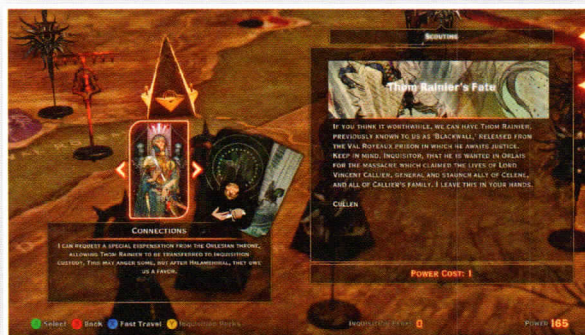 SCOUTING
Thom Rainier's Fate
IF YOU THINK IT WORTHWHILE, WE CAN HAVE THOM RAINIER,
PREVIOUSLY KNOWN TO US AS 'BLACKWALL,' RELEASED FROM
THE VAL ROYEAUX PRISON IN WHICH HE AWAITS JUSTICE.
KEEP IN MIND, INQUISITOR, THAT HE IS WANTED IN ORLAIS
FOR THE MASSACRE WHICH CLAIMED THE LIVES OF LORD
VINCENT CALLIER, GENERAL AND STAUNCH ALLY OF CELENE,
AND ALL OF CALLIER'S FAMILY. I LEAVE THIS IN YOUR HANDS.
CULLEN
CONNECTIONS
I CAN REQUEST A SPECIAL DISPENSATION FROM THE ORLESIAN THRONE,
ALLOWING THOM RAINIER TO BE TRANSFERRED TO INQUISITION
CUSTODY. THIS MAY ANGER SOME, BUT AFTER HALAMSHIRAL, THEY OWE
US A FAVOR.
POWER COST: 1
Select Back Fast Travel Inquisition Perks
INQUISITION PERKS: 0
POWER: 165